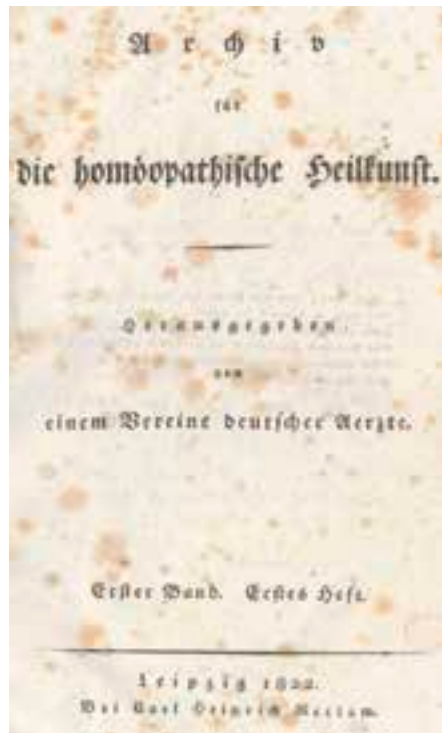 Archiv
für
die homöopathische Heilkunst.
Herausgegeben
von
einem Vereine deutscher Aerzte.
Erster Band. Erstes Heft.
Leipzig 1822.
Bei Carl Heinrich Reclam.